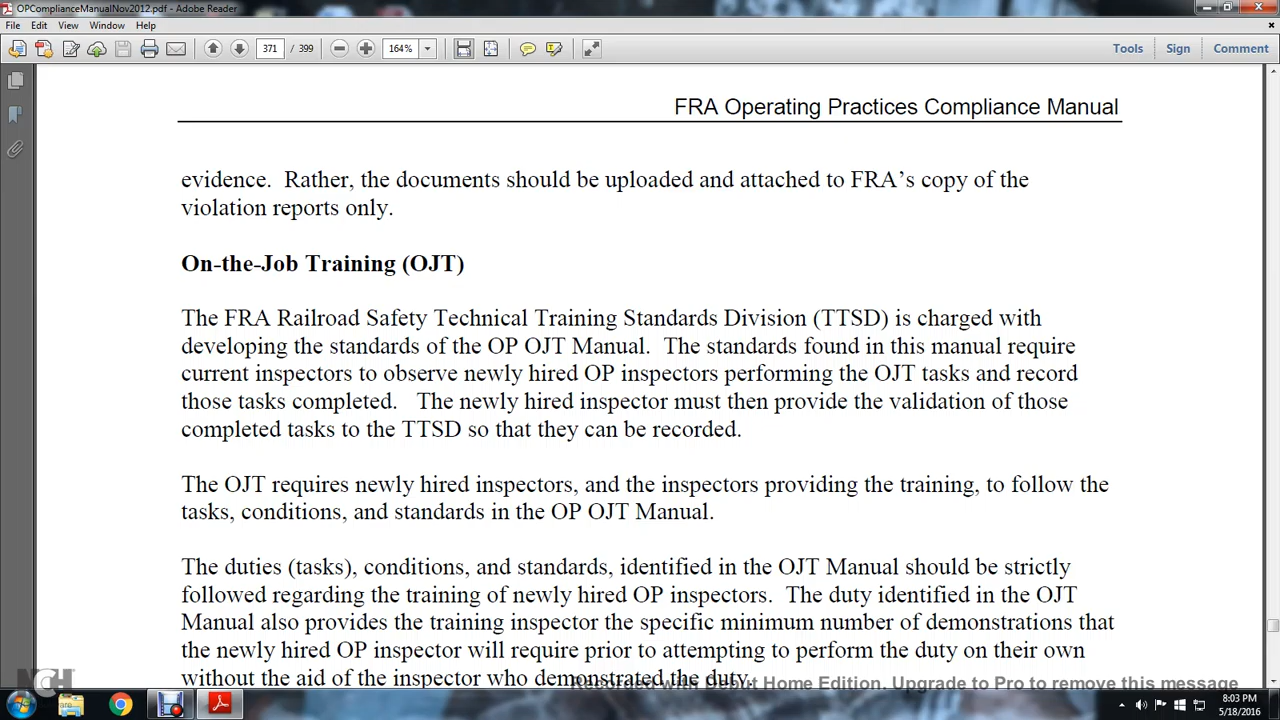 OPComplianceManualNov2012.pdf - Adobe Reader
File Edit View Window Help
371 / 399 164% Tools Sign Comment
FRA Operating Practices Compliance Manual
evidence. Rather, the documents should be uploaded and attached to FRA's copy of the
violation reports only.
On-the-Job Training (OJT)
The FRA Railroad Safety Technical Training Standards Division (TTSD) is charged with
developing the standards of the OP OJT Manual. The standards found in this manual require
current inspectors to observe newly hired OP inspectors performing the OJT tasks and record
those tasks completed. The newly hired inspector must then provide the validation of those
completed tasks to the TTSD so that they can be recorded.
The OJT requires newly hired inspectors, and the inspectors providing the training, to follow the
tasks, conditions, and standards in the OP OJT Manual.
The duties (tasks), conditions, and standards, identified in the OJT Manual should be strictly
followed regarding the training of newly hired OP inspectors. The duty identified in the OJT
Manual also provides the training inspector the specific minimum number of demonstrations that
the newly hired OP inspector will require prior to attempting to perform the duty on their own
without the aid of the inspector who demonstrated the duty.
NCH
t Home Edition. Upgrade to Pro to remove this message
8:03 PM
5/18/2016